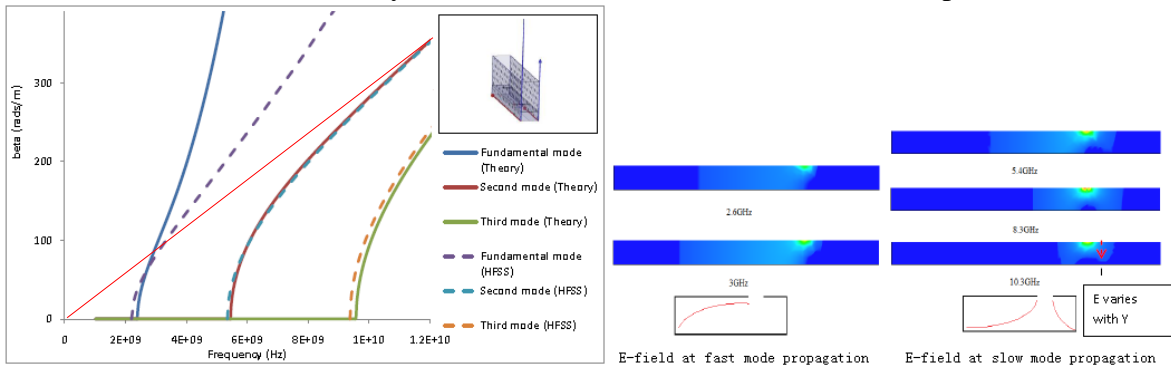 beta (rads/m)
300
200
100
0
0
2E+09
4E+09
6E+09
8E+09
1E+10
1.2E+10
Frequency (Hz)
Fundamental mode
(Theory)
Second mode (Theory)
Third mode (Theory)
Fundamental mode
(HFSS)
Second mode (HFSS)
Third mode (HFSS)
2.6GHz
3GHz
E-field at fast mode propagation
5.4GHz
8.3GHz
10.3GHz
E varies
with Y
E-field at slow mode propagation